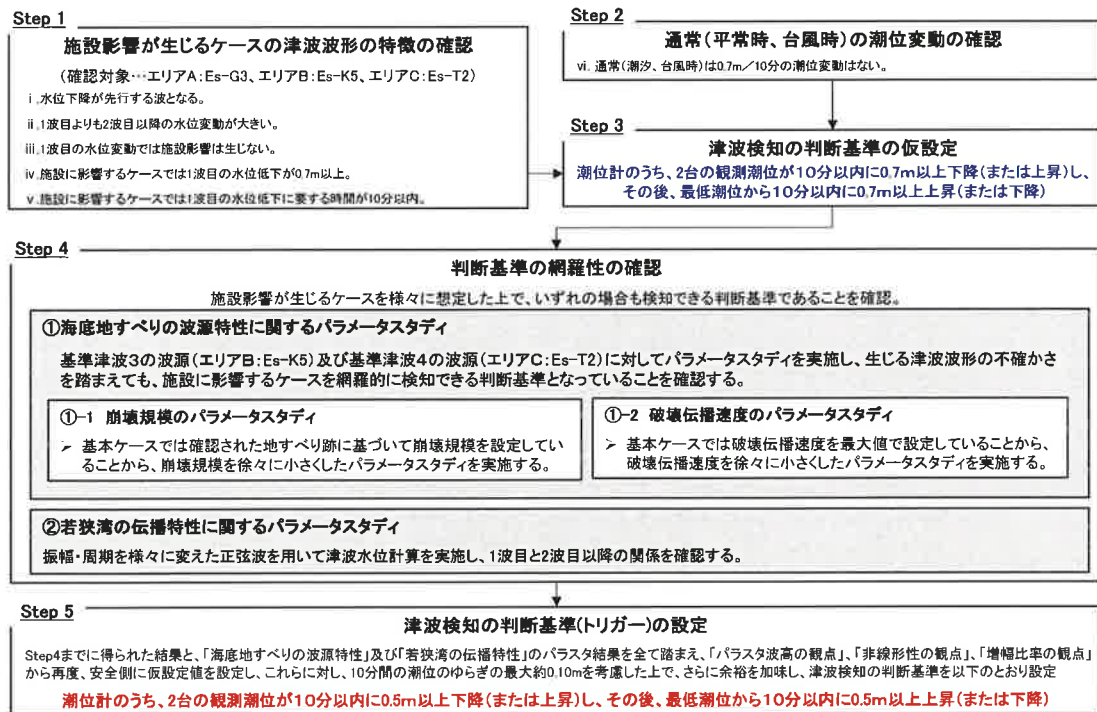 Step 1
施設影響が生じるケースの津波波形の特徴の確認
(確認対象…エリアA:Es-G3、エリアB:Es-K5、エリアC:Es-T2)
ⅰ.水位下降が先行する波となる。
ⅱ.1波目よりも2波目以降の水位変動が大きい。
ⅲ.1波目の水位変動では施設影響は生じない。
ⅳ.施設に影響するケースでは1波目の水位低下が0.7m以上。
ⅴ.施設に影響するケースでは1波目の水位低下に要する時間が10分以内。
Step 2
通常(平常時、台風時)の潮位変動の確認
ⅵ.通常(潮汐、台風時)は0.7m/10分の潮位変動はない。
Step 3
津波検知の判断基準の仮設定
潮位計のうち、2台の観測潮位が10分以内に0.7m以上下降(または上昇)し、
その後、最低潮位から10分以内に0.7m以上上昇(または下降)
Step 4
判断基準の網羅性の確認
施設影響が生じるケースを様々に想定した上で、いずれの場合も検知できる判断基準であることを確認。
①海底地すべりの波源特性に関するパラメータスタディ
基準津波3の波源(エリアB:Es-K5)及び基準津波4の波源(エリアC:Es-T2)に対してパラメータスタディを実施し、生じる津波波形の不確かさ
を踏まえても、施設に影響するケースを網羅的に検知できる判断基準となっていることを確認する。
①-1 崩壊規模のパラメータスタディ
➢ 基本ケースでは確認された地すべり跡に基づいて崩壊規模を設定してい
ることから、崩壊規模を徐々に小さくしたパラメータスタディを実施する。
①-2 破壊伝播速度のパラメータスタディ
➢ 基本ケースでは破壊伝播速度を最大値で設定していることから、
破壊伝播速度を徐々に小さくしたパラメータスタディを実施する。
②若狭湾の伝播特性に関するパラメータスタディ
振幅・周期を様々に変えた正弦波を用いて津波水位計算を実施し、1波目と2波目以降の関係を確認する。
Step 5
津波検知の判断基準(トリガー)の設定
Step4までに得られた結果と、「海底地すべりの波源特性」及び「若狭湾の伝播特性」のパラスタ結果を全て踏まえ、「パラスタ波高の観点」、「非線形性の観点」、「増幅比率の観点」
から再度、安全側に仮設定値を設定し、これらに対し、10分間の潮位のゆらぎの最大約0.10mを考慮した上で、さらに余裕を加味し、津波検知の判断基準を以下のとおり設定
潮位計のうち、2台の観測潮位が10分以内に0.5m以上下降(または上昇)し、その後、最低潮位から10分以内に0.5m以上上昇(または下降)